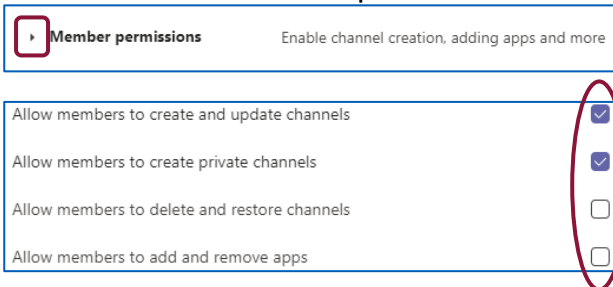 Member permissions Enable channel creation, adding apps and more
Allow members to create and update channels
Allow members to create private channels
Allow members to delete and restore channels
Allow members to add and remove apps